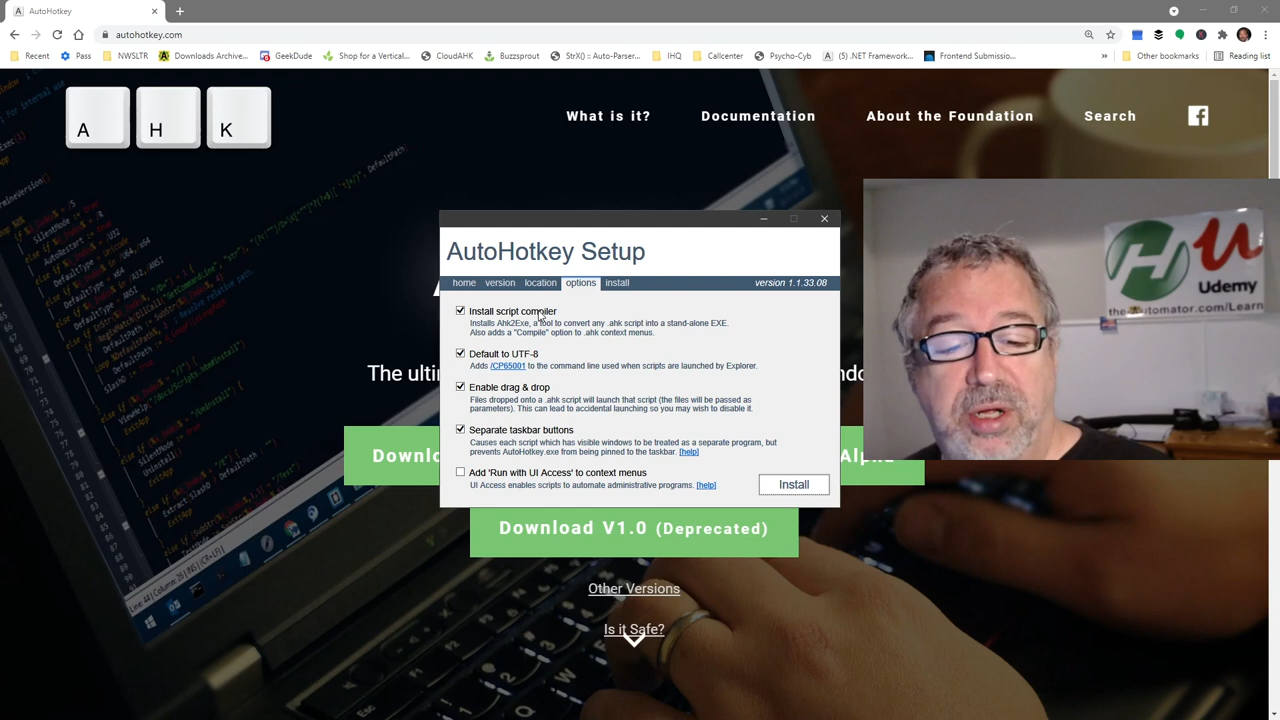 AutoHotkey
autohotkey.com
Recent
Pass
NWSLTR
Downloads Archive...
GeekDude
Shop for a Vertical...
CloudAHK
Buzzsprout
StrX() = Auto-Parser...
IHQ
Callcenter
Psycho-Cyb
(5) .NET Framework...
Frontend Submissio...
»
Other bookmarks
Reading list
A
H
K
What is it?
Documentation
About the Foundation
Search
The ulti
Downlo
Alpha
AutoHotkey Setup
home version location options install version 1.1.33.08
Install script compiler
Installs Ahk2Exe, a tool to convert any .ahk script into a stand-alone EXE.
Also adds a "Compile" option to .ahk context menus.
Default to UTF-8
Adds /CP65001 to the command line used when scripts are launched by Explorer.
Enable drag & drop
Files dropped onto a .ahk script will launch that script (the files will be passed as
parameters). This can lead to accidental launching so you may wish to disable it.
Separate taskbar buttons
Causes each script which has visible windows to be treated as a separate program, but
prevents AutoHotkey.exe from being pinned to the taskbar. [help]
Add 'Run with UI Access' to context menus
UI Access enables scripts to automate administrative programs. [help]
Install
Download V1.0 (Deprecated)
Other Versions
Is it Safe?
Udemy
the-Automator.com/Learn